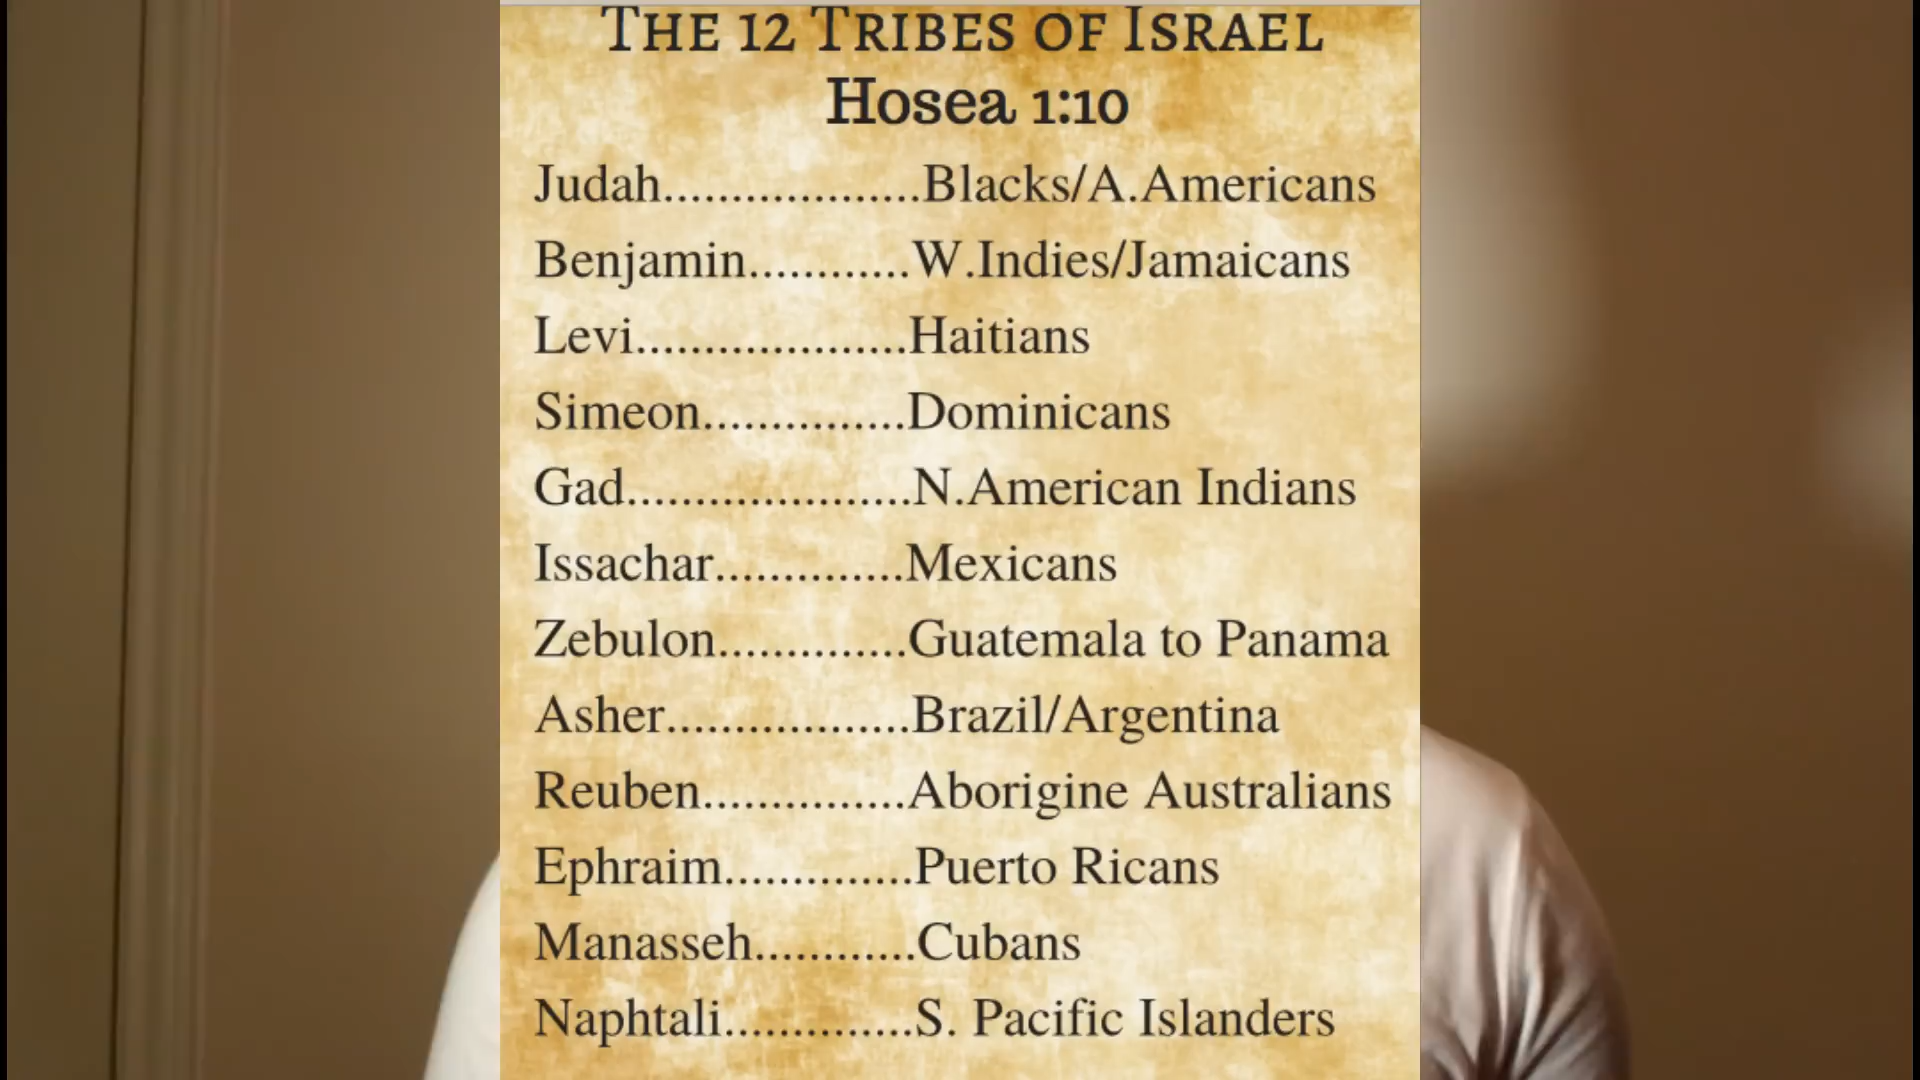 THE 12 TRIBES OF ISRAEL
Hosea 1:10
Judah...................Blacks/A.Americans
Benjamin............W.Indies/Jamaicans
Levi....................Haitians
Simeon...............Dominicans
Gad.....................N.American Indians
Issachar..............Mexicans
Zebulon..............Guatemala to Panama
Asher..................Brazil/Argentina
Reuben...............Aborigine Australians
Ephraim..............Puerto Ricans
Manasseh............Cubans
Naphtali..............S. Pacific Islanders